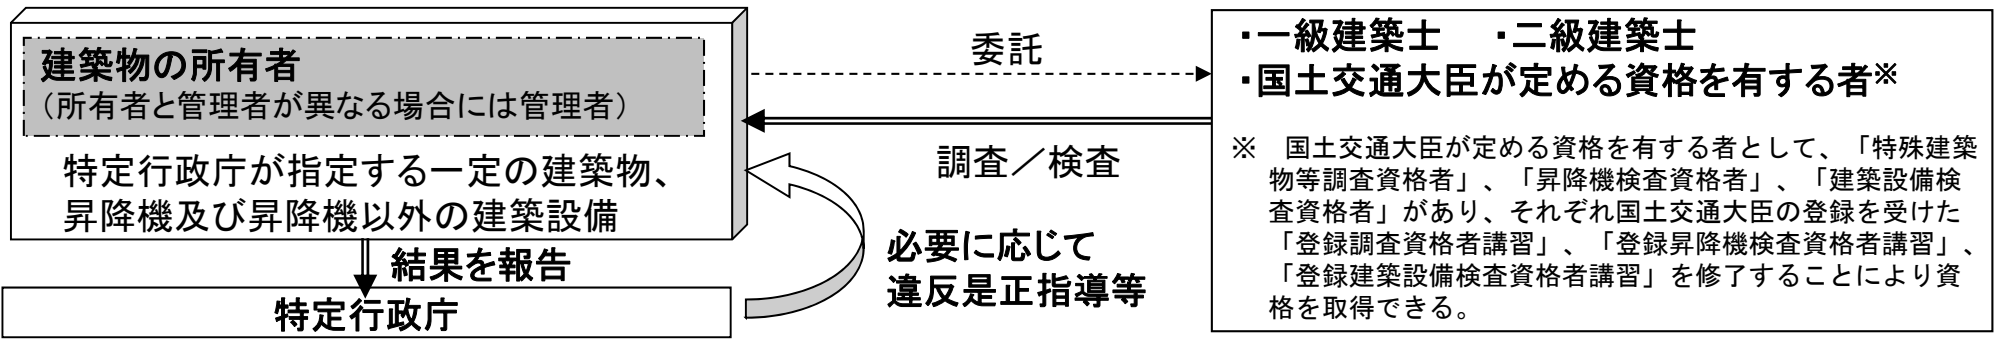 建築物の所有者
（所有者と管理者が異なる場合には管理者）
特定行政庁が指定する一定の建築物、
昇降機及び昇降機以外の建築設備
結果を報告
特定行政庁
委託
調査／検査
必要に応じて
違反是正指導等
・一級建築士　・二級建築士
・国土交通大臣が定める資格を有する者※
※　国土交通大臣が定める資格を有する者として、「特殊建築
物等調査資格者」、「昇降機検査資格者」、「建築設備検
査資格者」があり、それぞれ国土交通大臣の登録を受けた
「登録調査資格者講習」、「登録昇降機検査資格者講習」、
「登録建築設備検査資格者講習」を修了することにより資
格を取得できる。